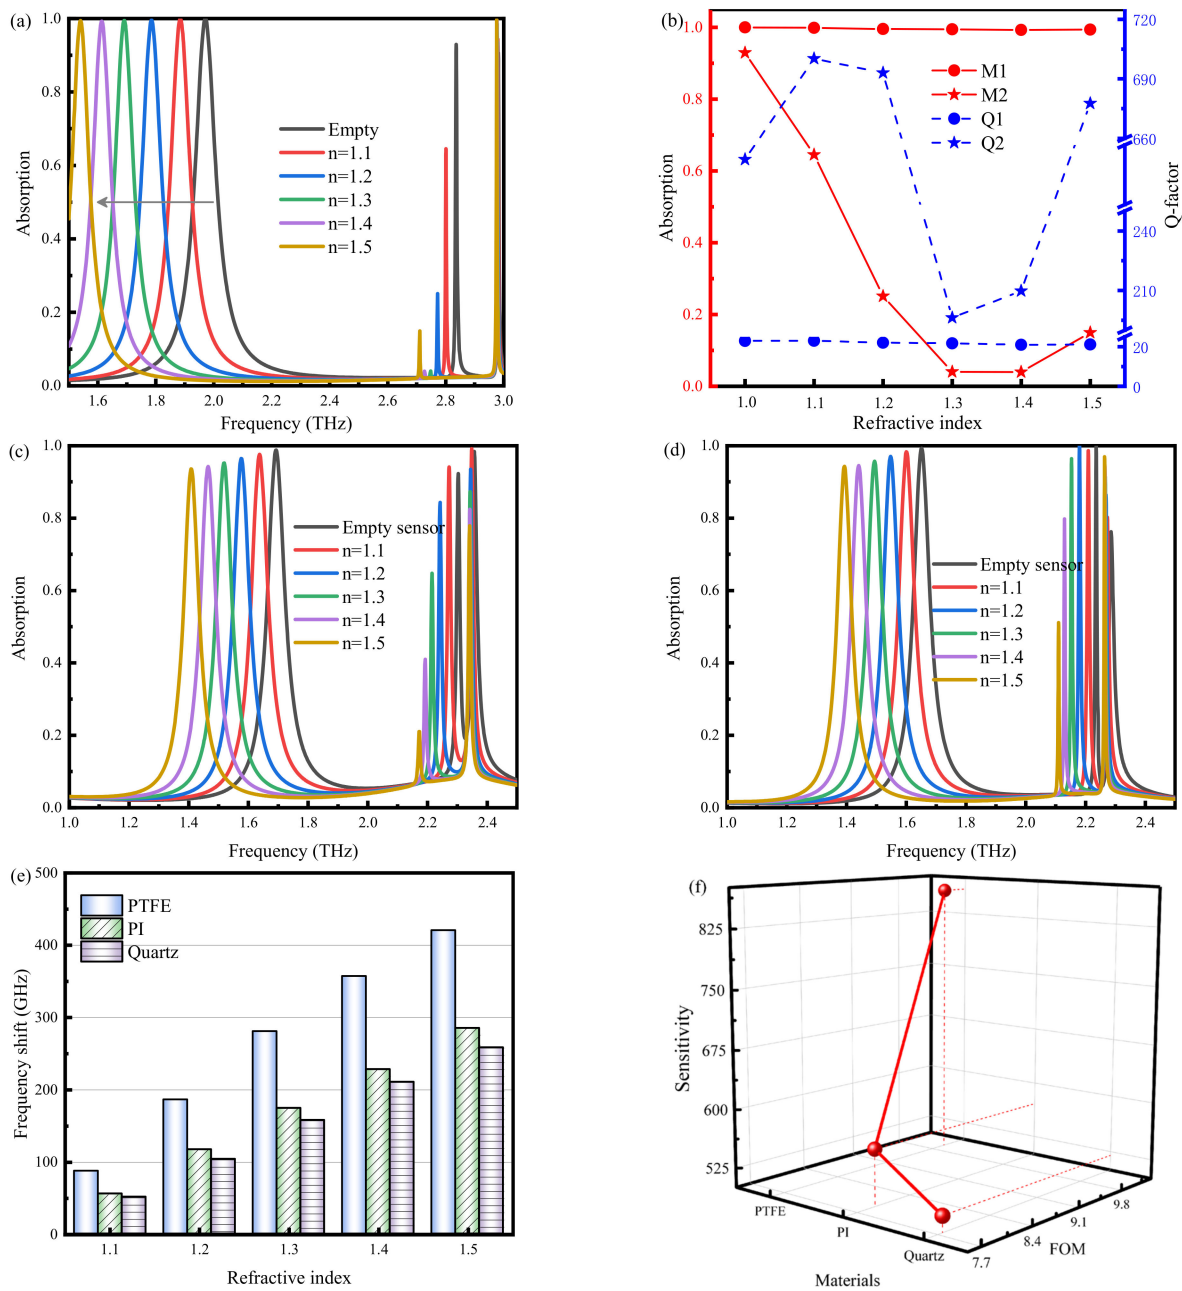 (a)
1.0
0.8
0.6
0.4
0.2
0.0
Absorption
Empty
n=1.1
n=1.2
n=1.3
n=1.4
n=1.5
1.6 1.8 2.0 2.2 2.4 2.6 2.8 3.0
Frequency (THz)
(b)
1.0
0.8
0.6
0.4
0.2
0.0
Absorption
M1
M2
Q1
Q2
720
690
660
240
210
20
0
Q-factor
1.0 1.1 1.2 1.3 1.4 1.5
Refractive index
(c)
1.0
0.8
0.6
0.4
0.2
0.0
Absorption
Empty sensor
n=1.1
n=1.2
n=1.3
n=1.4
n=1.5
1.0 1.2 1.4 1.6 1.8 2.0 2.2 2.4
Frequency (THz)
(d)
1.0
0.8
0.6
0.4
0.2
0.0
Absorption
Empty sensor
n=1.1
n=1.2
n=1.3
n=1.4
n=1.5
1.0 1.2 1.4 1.6 1.8 2.0 2.2 2.4
Frequency (THz)
(e)
500
400
300
200
100
0
Frequency shift (GHz)
PTFE
PI
Quartz
1.1 1.2 1.3 1.4 1.5
Refractive index
(f)
825
750
675
600
525
Sensitivity
PTFE
PI
Quartz
Materials
7.7
8.4
9.1
9.8
FOM